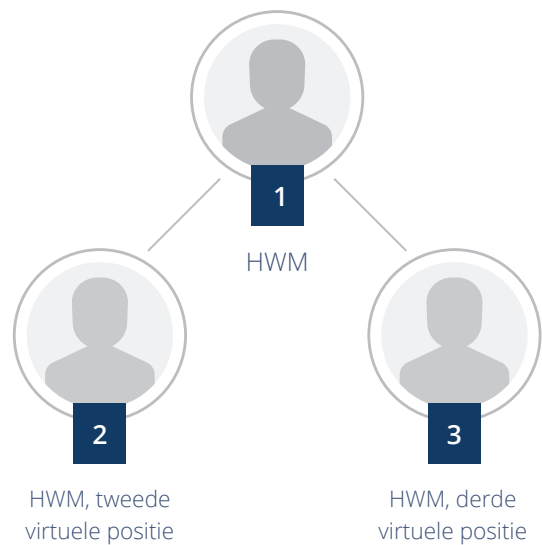 1
HWM
2
3
HWM, tweede
virtuele positie
HWM, derde
virtuele positie